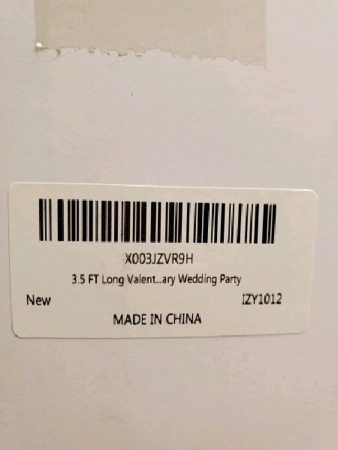 X003JZVR9H
3.5 FT Long Valent...ary Wedding Party
New IZY1012
MADE IN CHINA